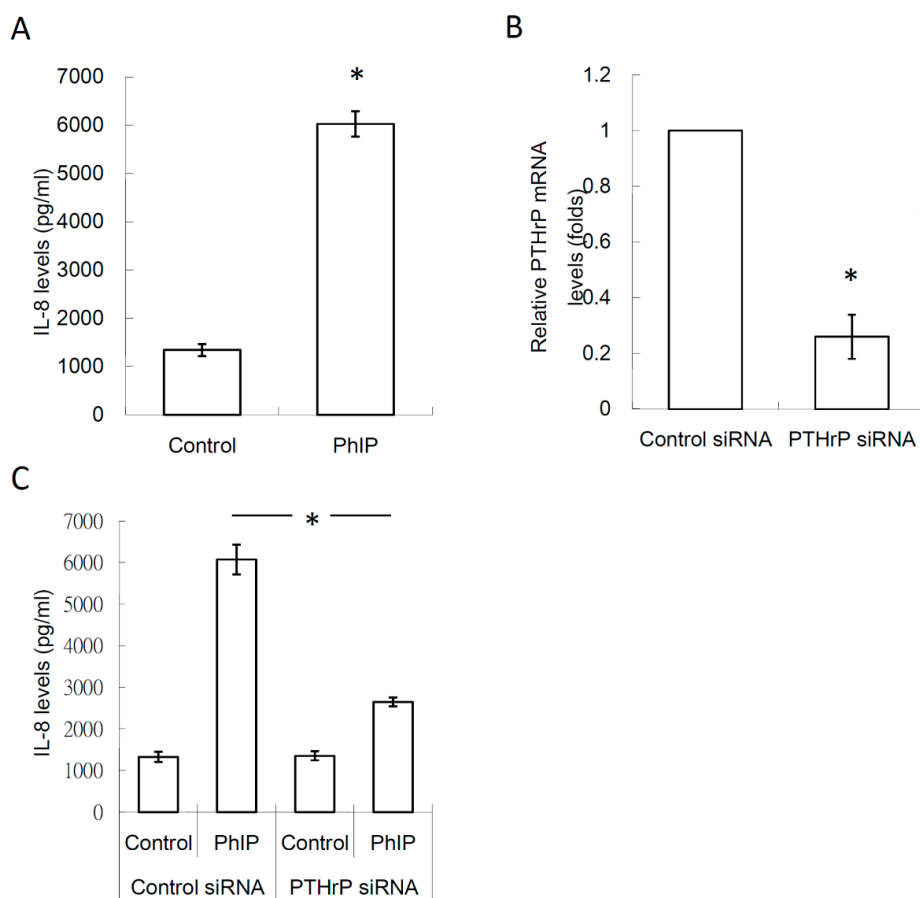 A
IL-8 levels (pg/ml)
7000
6000
5000
4000
3000
2000
1000
0
*
Control PhIP
B
Relative PTHrP mRNA
levels (folds)
1.2
1
0.8
0.6
0.4
0.2
0
*
Control siRNA PTHrP siRNA
C
IL-8 levels (pg/ml)
7000
6000
5000
4000
3000
2000
1000
0
*
Control PhIP Control PhIP
Control siRNA PTHrP siRNA